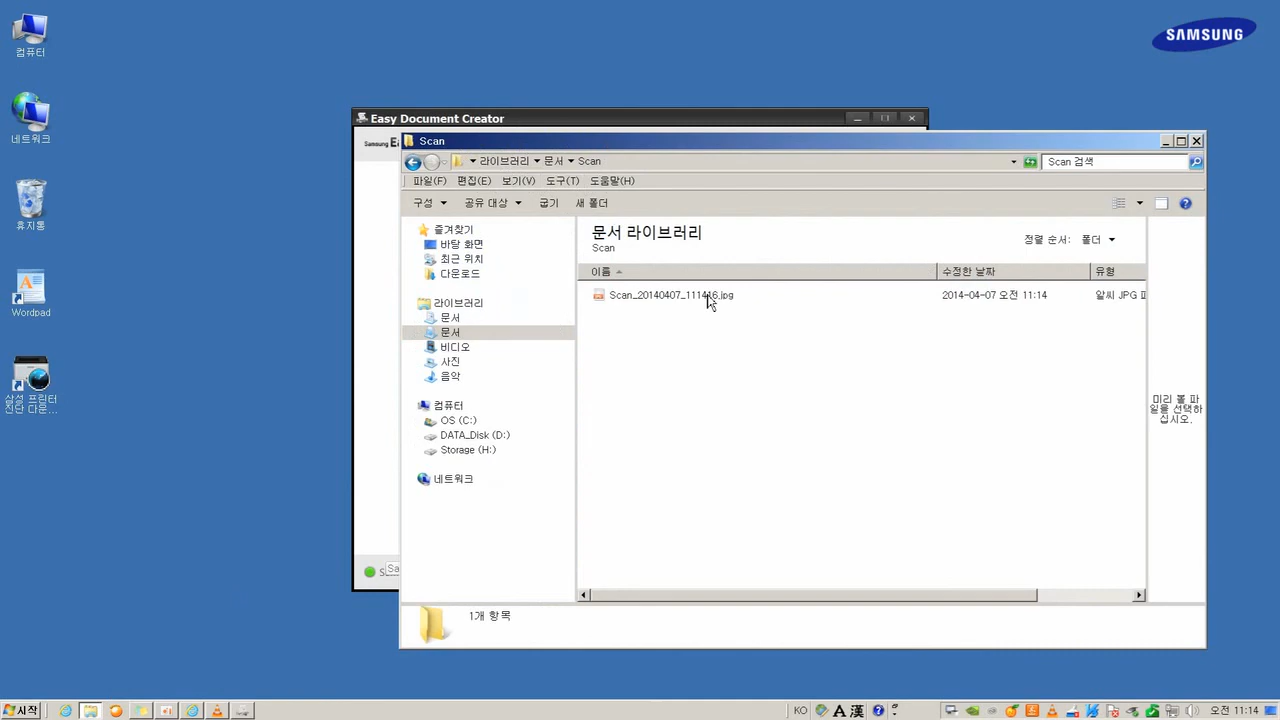 컴퓨터
네트워크
휴지통
Wordpad
삼성 프린터
진단 다운...
SAMSUNG
Easy Document Creator
Samsung
Scan
라이브러리 문서 Scan
Scan 검색
파일(F) 편집(E) 보기(V) 도구(T) 도움말(H)
구성 공유 대상 굽기 새 폴더
즐겨찾기
바탕 화면
최근 위치
다운로드
라이브러리
문서
문서
비디오
사진
음악
컴퓨터
OS (C:)
DATA_Disk (D:)
Storage (H:)
네트워크
문서 라이브러리
Scan
정렬 순서: 폴더
이름 수정한 날짜 유형
Scan_20140407_111416.jpg 2014-04-07 오전 11:14 알씨 JPG 파
미리 볼 파
일을 선택하
십시오.
1개 항목
시작
KO A 漢
오전 11:14